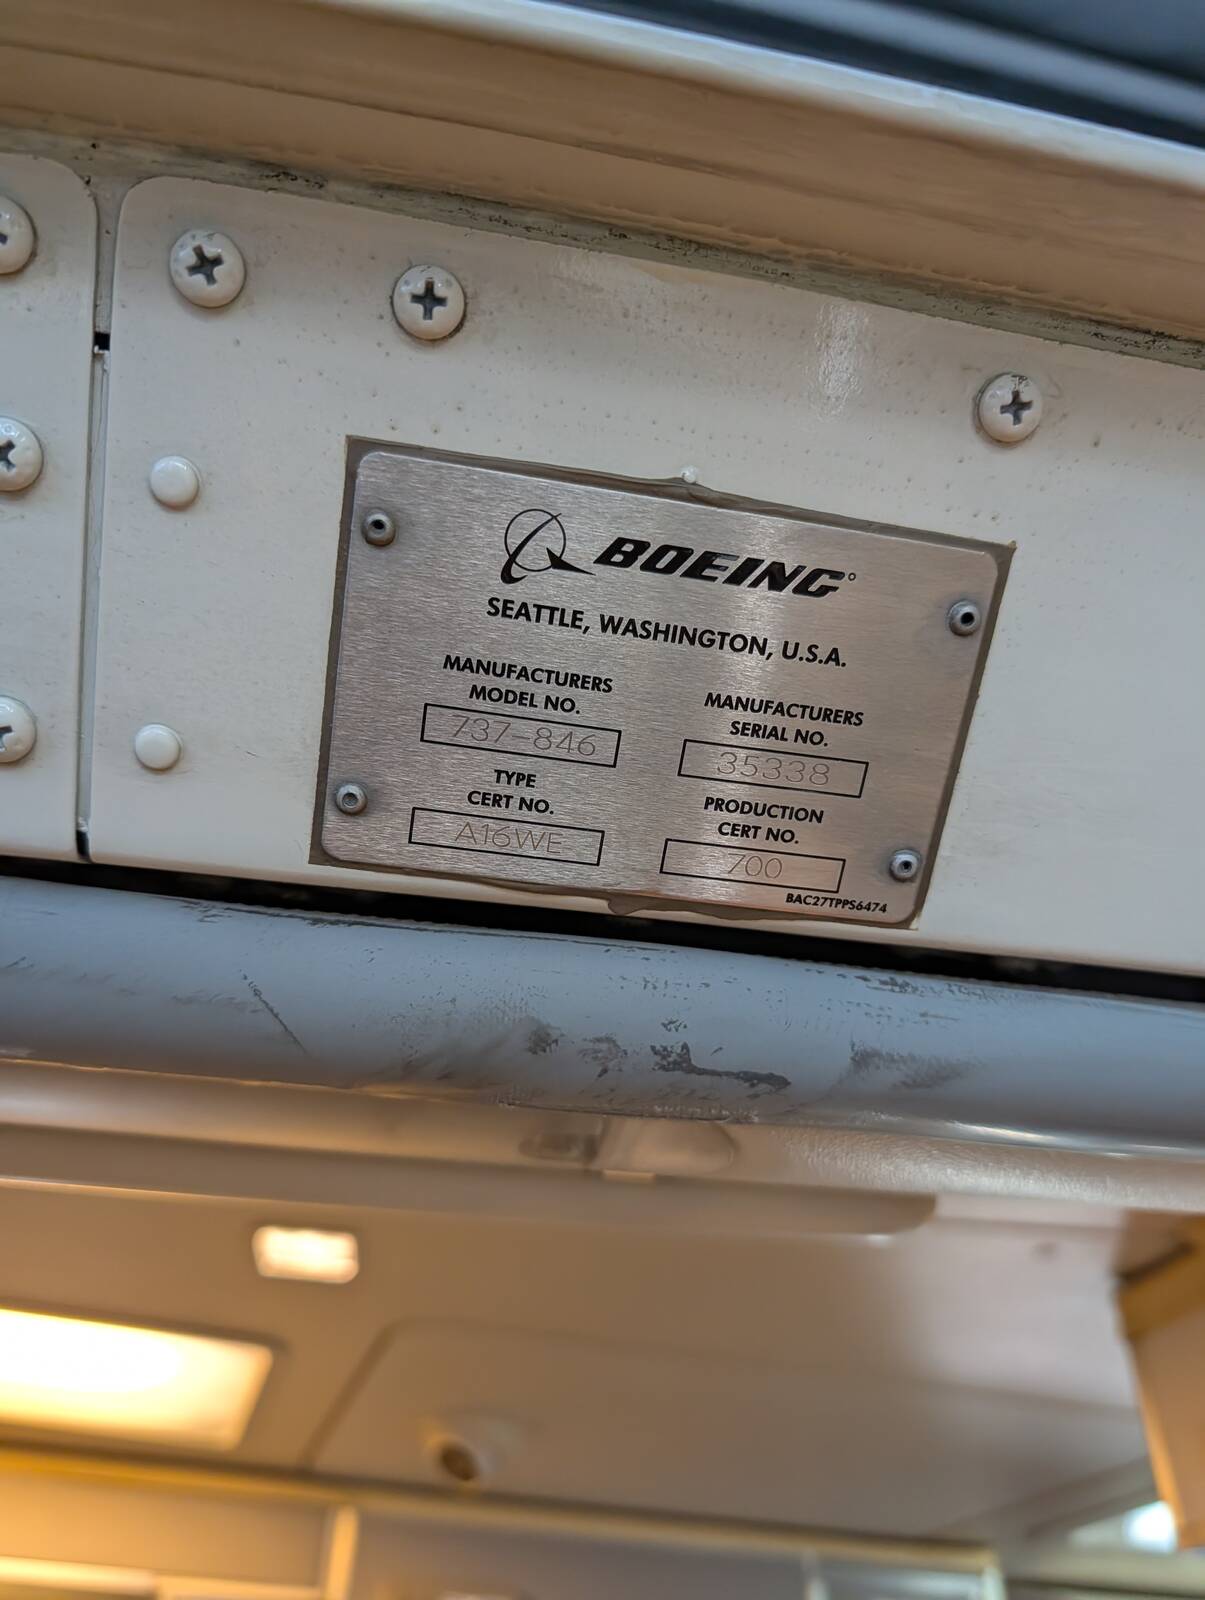 BOEING
SEATTLE, WASHINGTON, U.S.A.
MANUFACTURERS
MODEL NO.
737-846
MANUFACTURERS
SERIAL NO.
35338
TYPE
CERT NO.
A16WE
PRODUCTION
CERT NO.
700
BAC27TPPS6474